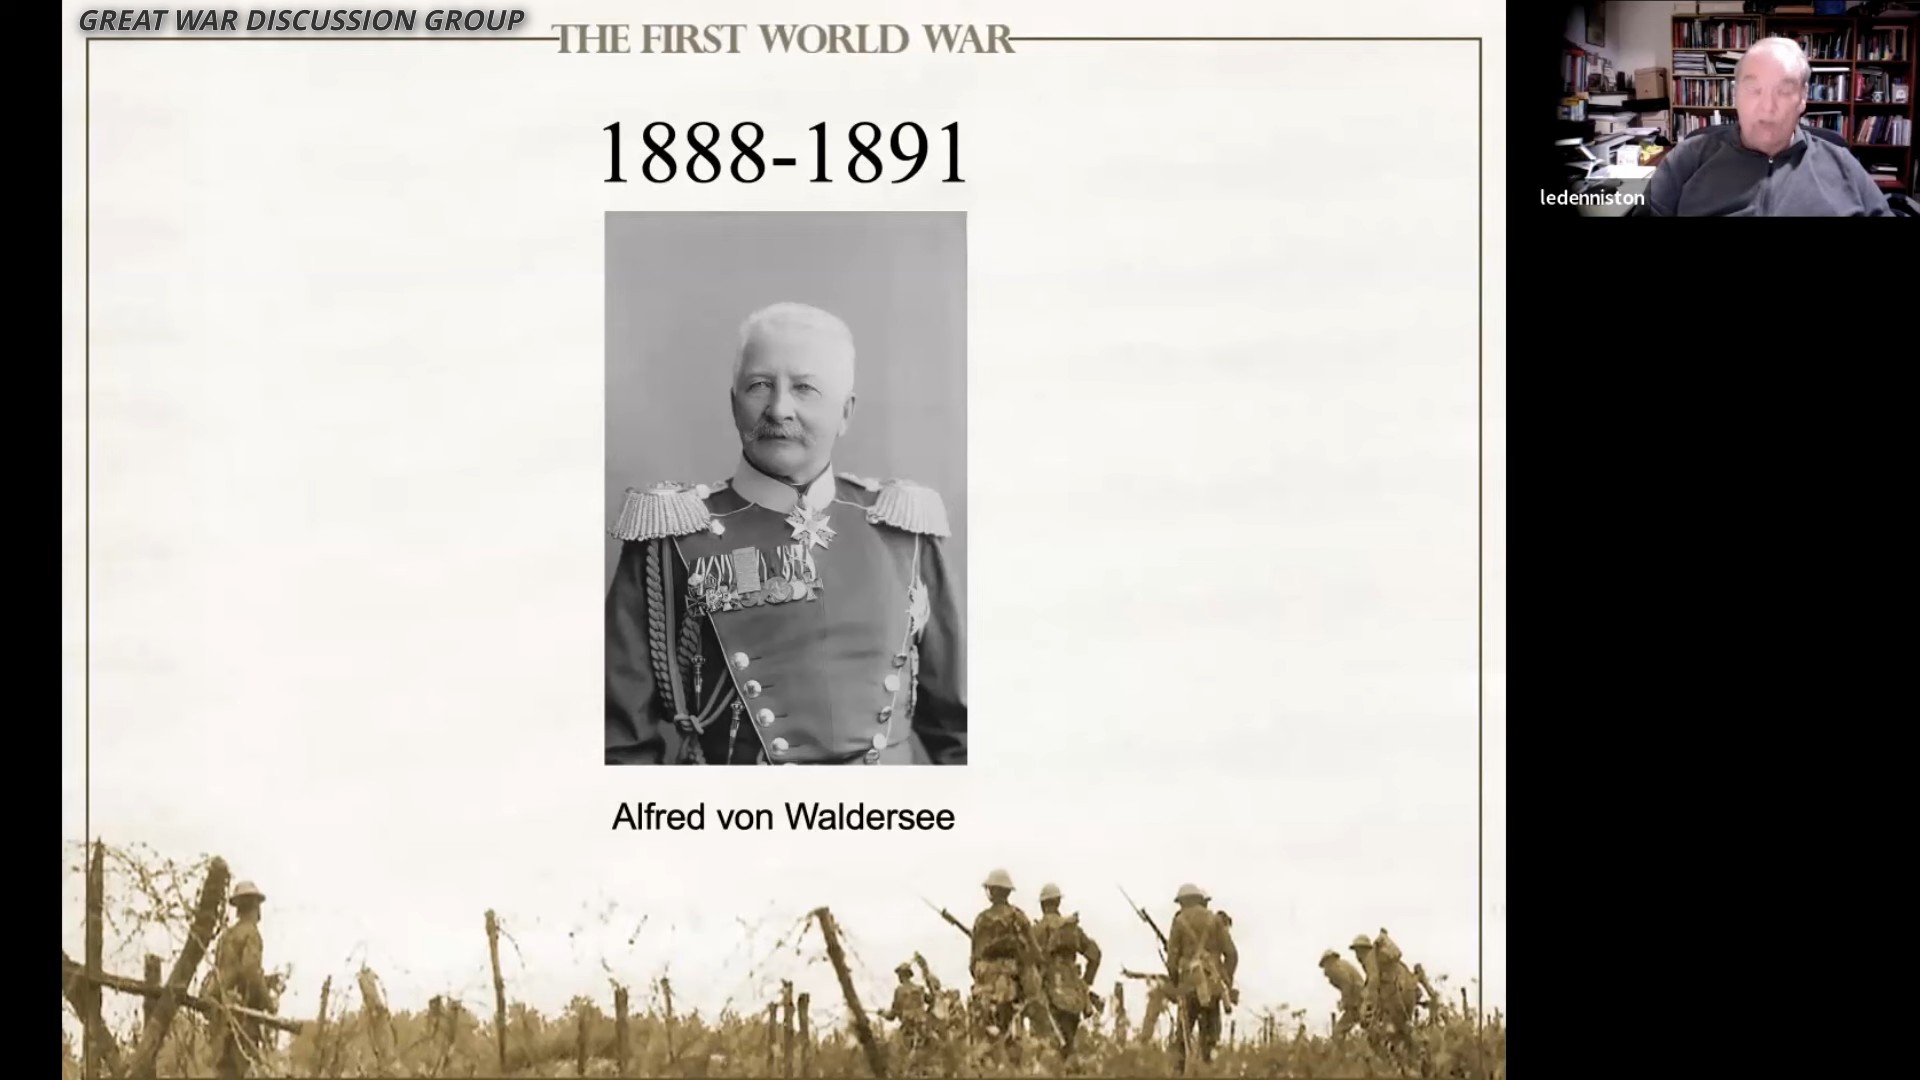 GREAT WAR DISCUSSION GROUP
THE FIRST WORLD WAR
1888-1891
Alfred von Waldersee
ledenniston